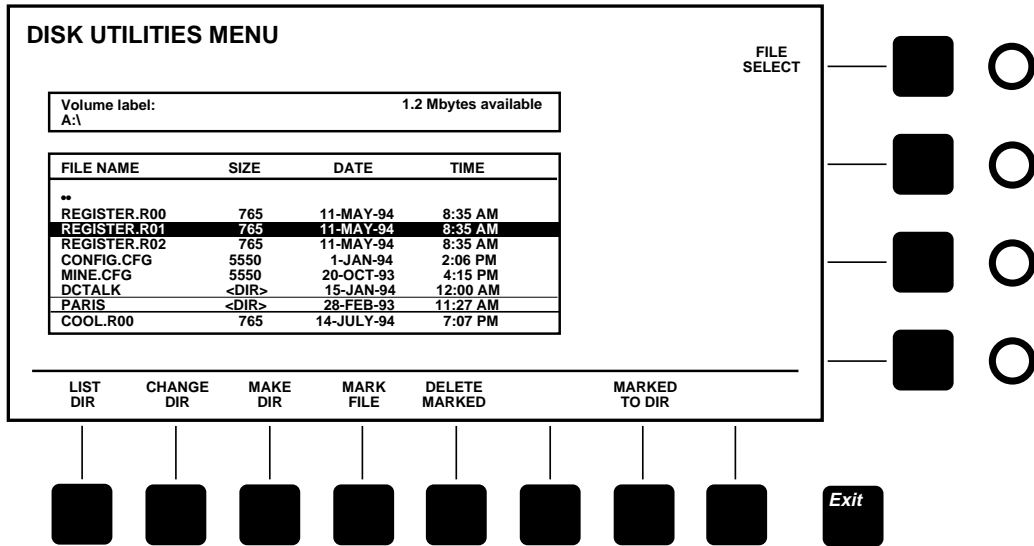 DISK UTILITIES MENU
FILE
SELECT
Volume label: 1.2 Mbytes available
A:\
FILE NAME SIZE DATE TIME
..
REGISTER.R00 765 11-MAY-94 8:35 AM
REGISTER.R01 765 11-MAY-94 8:35 AM
REGISTER.R02 765 11-MAY-94 8:35 AM
CONFIG.CFG 5550 1-JAN-94 2:06 PM
MINE.CFG 5550 20-OCT-93 4:15 PM
DCTALK <DIR> 15-JAN-94 12:00 AM
PARIS <DIR> 28-FEB-93 11:27 AM
COOL.R00 765 14-JULY-94 7:07 PM
LIST CHANGE MAKE MARK DELETE MARKED
DIR DIR DIR FILE MARKED TO DIR
Exit